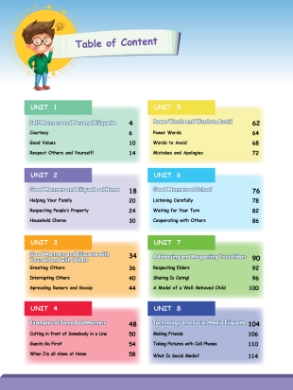 Table of Content
UNIT 1
Self Manners and Personal Etiquette 4
Courtesy 6
Good Values 10
Respect Others and Yourself! 14
UNIT 2
Good Manners and Etiquette at Home 18
Helping Your Family 20
Respecting People's Property 24
Household Chores 30
UNIT 3
Good Manners and Etiquette with
Yourself and with Others 34
Greeting Others 36
Interrupting Others 40
Spreading Rumors and Gossip 44
UNIT 4
Examples of Good Bad Manners 48
Cutting in front of Somebody in a Line 50
Guests Go First 54
When I'm alone at Home 58
UNIT 5
Power Words and Words to Avoid 62
Power Words 64
Words to Avoid 68
Mistakes and Apologies 72
UNIT 6
Good Manners at School 76
Listening Carefully 78
Waiting for Your Turn 82
Cooperating with Others 86
UNIT 7
Addressing and Respecting Your Elders 90
Respecting Elders 92
Sharing Is Caring! 96
A Model of a Well-Behaved Child 100
UNIT 8
Technology and Social Media Etiquette 104
Making Friends 106
Taking Pictures with Cell Phones 110
What Is Social Media? 114